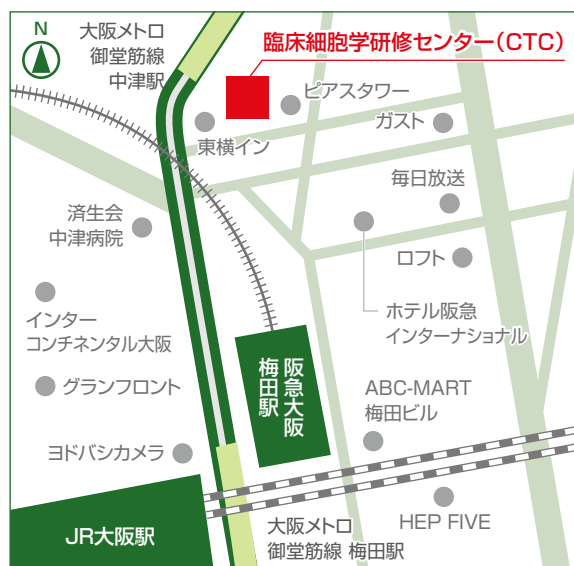 N
大阪メトロ
御堂筋線
中津駅
臨床細胞学研修センター(CTC)
ピアスタワー
東横イン
ガスト
毎日放送
済生会
中津病院
ロフト
ホテル阪急
インターナショナル
インター
コンチネンタル大阪
阪急大阪
梅田駅
グランフロント
ABC-MART
梅田ビル
ヨドバシカメラ
JR大阪駅
大阪メトロ
御堂筋線 梅田駅
HEP FIVE